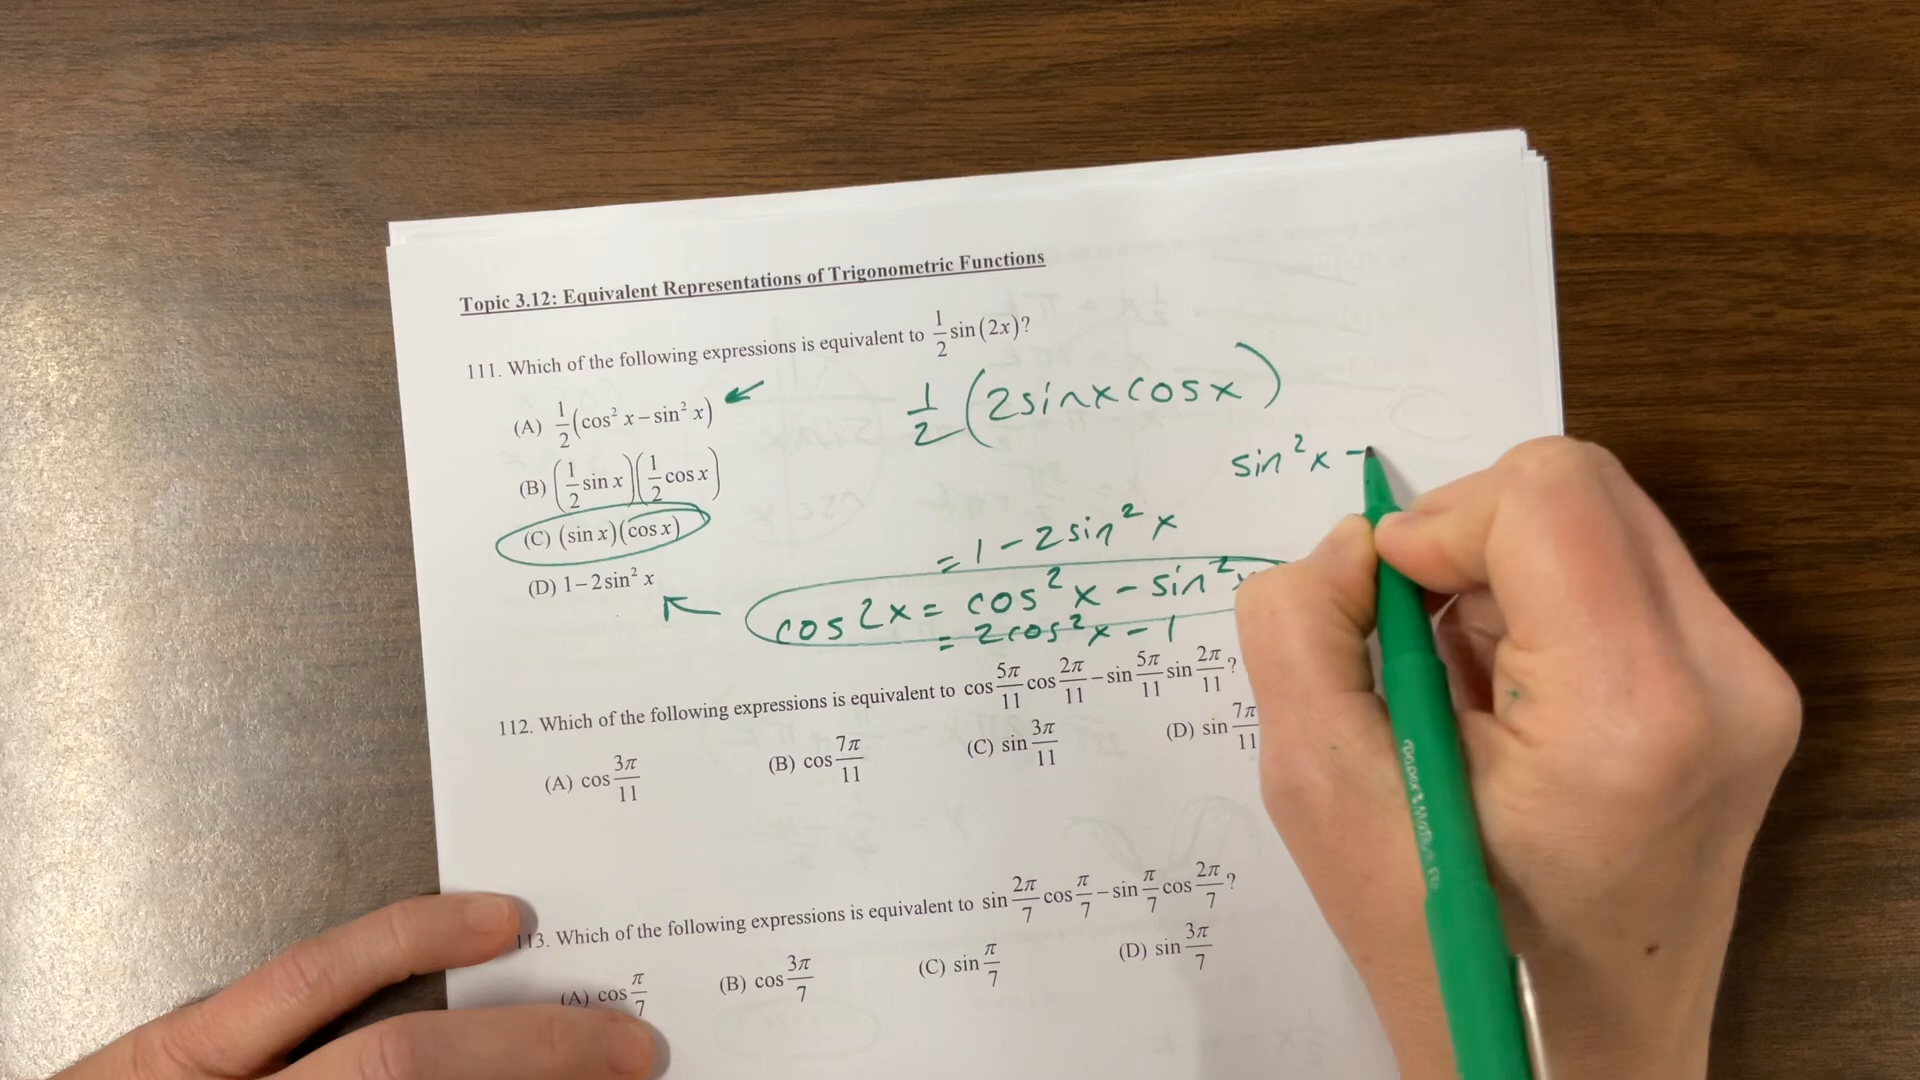 Topic 3.12: Equivalent Representations of Trigonometric Functions
111. Which of the following expressions is equivalent to 1/2 sin(2x)?
(A) 1/2(cos² x − sin² x)
1/2 (2sinxcosx)
(B) (1/2 sin x)(1/2 cos x)
sin²x −
(C) (sin x)(cos x)
= 1 − 2sin² x
(D) 1 − 2 sin² x
cos2x = cos²x − sin²x
= 2cos²x − 1
112. Which of the following expressions is equivalent to cos 5π/11 cos 2π/11 − sin 5π/11 sin 2π/11?
(A) cos 3π/11 (B) cos 7π/11 (C) sin 3π/11 (D) sin 7π/11
113. Which of the following expressions is equivalent to sin 2π/7 cos π/7 − sin π/7 cos 2π/7?
(A) cos π/7 (B) cos 3π/7 (C) sin π/7 (D) sin 3π/7